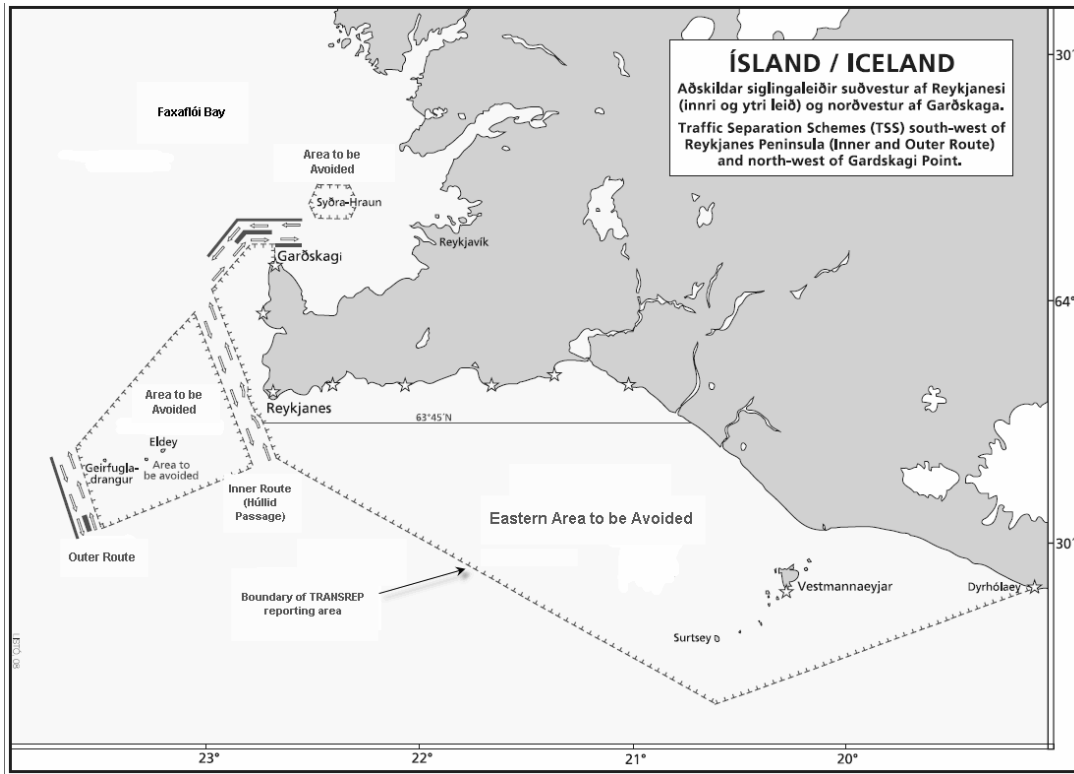 ÍSLAND / ICELAND
Aðskildar siglingaleiðir suðvestur af Reykjanesi
(innri og ytri leið) og norðvestur af Garðskaga.
Traffic Separation Schemes (TSS) south-west of
Reykjanes Peninsula (Inner and Outer Route)
and north-west of Gardskagi Point.
30´
Faxaflói Bay
Area to be
Avoided
Syðra-Hraun
Reykjavík
Garðskagi
64°
Area to be
Avoided
Reykjanes
63°45´N
Eldey
Geirfugla-
drangur
Area to
be avoided
Inner Route
(Húllid
Passage)
Eastern Area to be Avoided
Outer Route
30´
Boundary of TRANSREP
reporting area
Vestmannaeyjar
Dyrhólaey
Surtsey
23°
22°
21°
20°